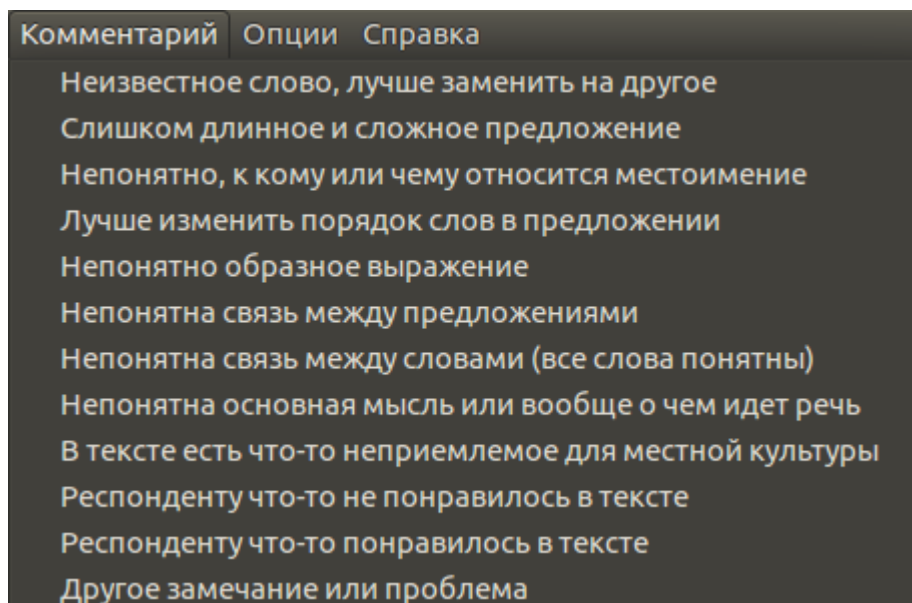 Комментарий Опции Справка
Неизвестное слово, лучше заменить на другое
Слишком длинное и сложное предложение
Непонятно, к кому или чему относится местоимение
Лучше изменить порядок слов в предложении
Непонятно образное выражение
Непонятна связь между предложениями
Непонятна связь между словами (все слова понятны)
Непонятна основная мысль или вообще о чем идет речь
В тексте есть что-то неприемлемое для местной культуры
Респонденту что-то не понравилось в тексте
Респонденту что-то понравилось в тексте
Другое замечание или проблема